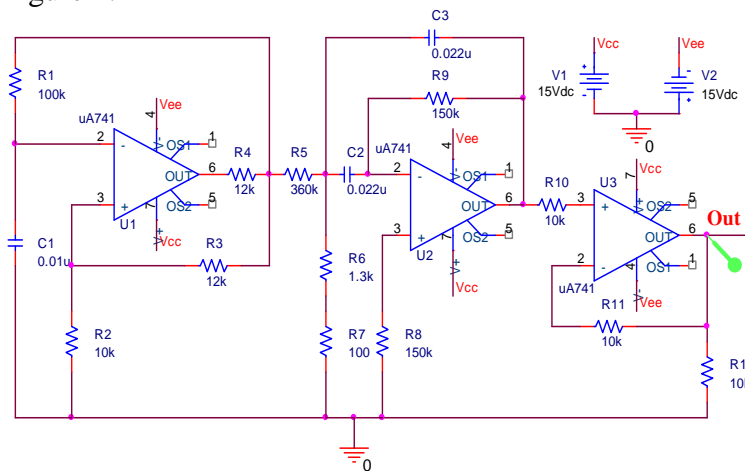 C3
0.022u
R1
100k
R9
150k
Vcc
Vee
V1
15Vdc
V2
15Vdc
0
uA741
4
Vee
V-
OS1
1
2
-
OUT
6
3
+
7
V+
OS2
5
U1
Vcc
R4
12k
R5
360k
C2
0.022u
uA741
4
Vee
V-
OS1
1
2
-
OUT
6
3
+
7
V+
OS2
5
U2
Vcc
R10
10k
U3
Vcc
7
V+
OS2
5
3
+
OUT
6
2
-
4
V-
OS1
1
uA741
Vee
Out
C1
0.01u
R3
12k
R6
1.3k
R11
10k
R2
10k
R7
100
R8
150k
R1
10
0